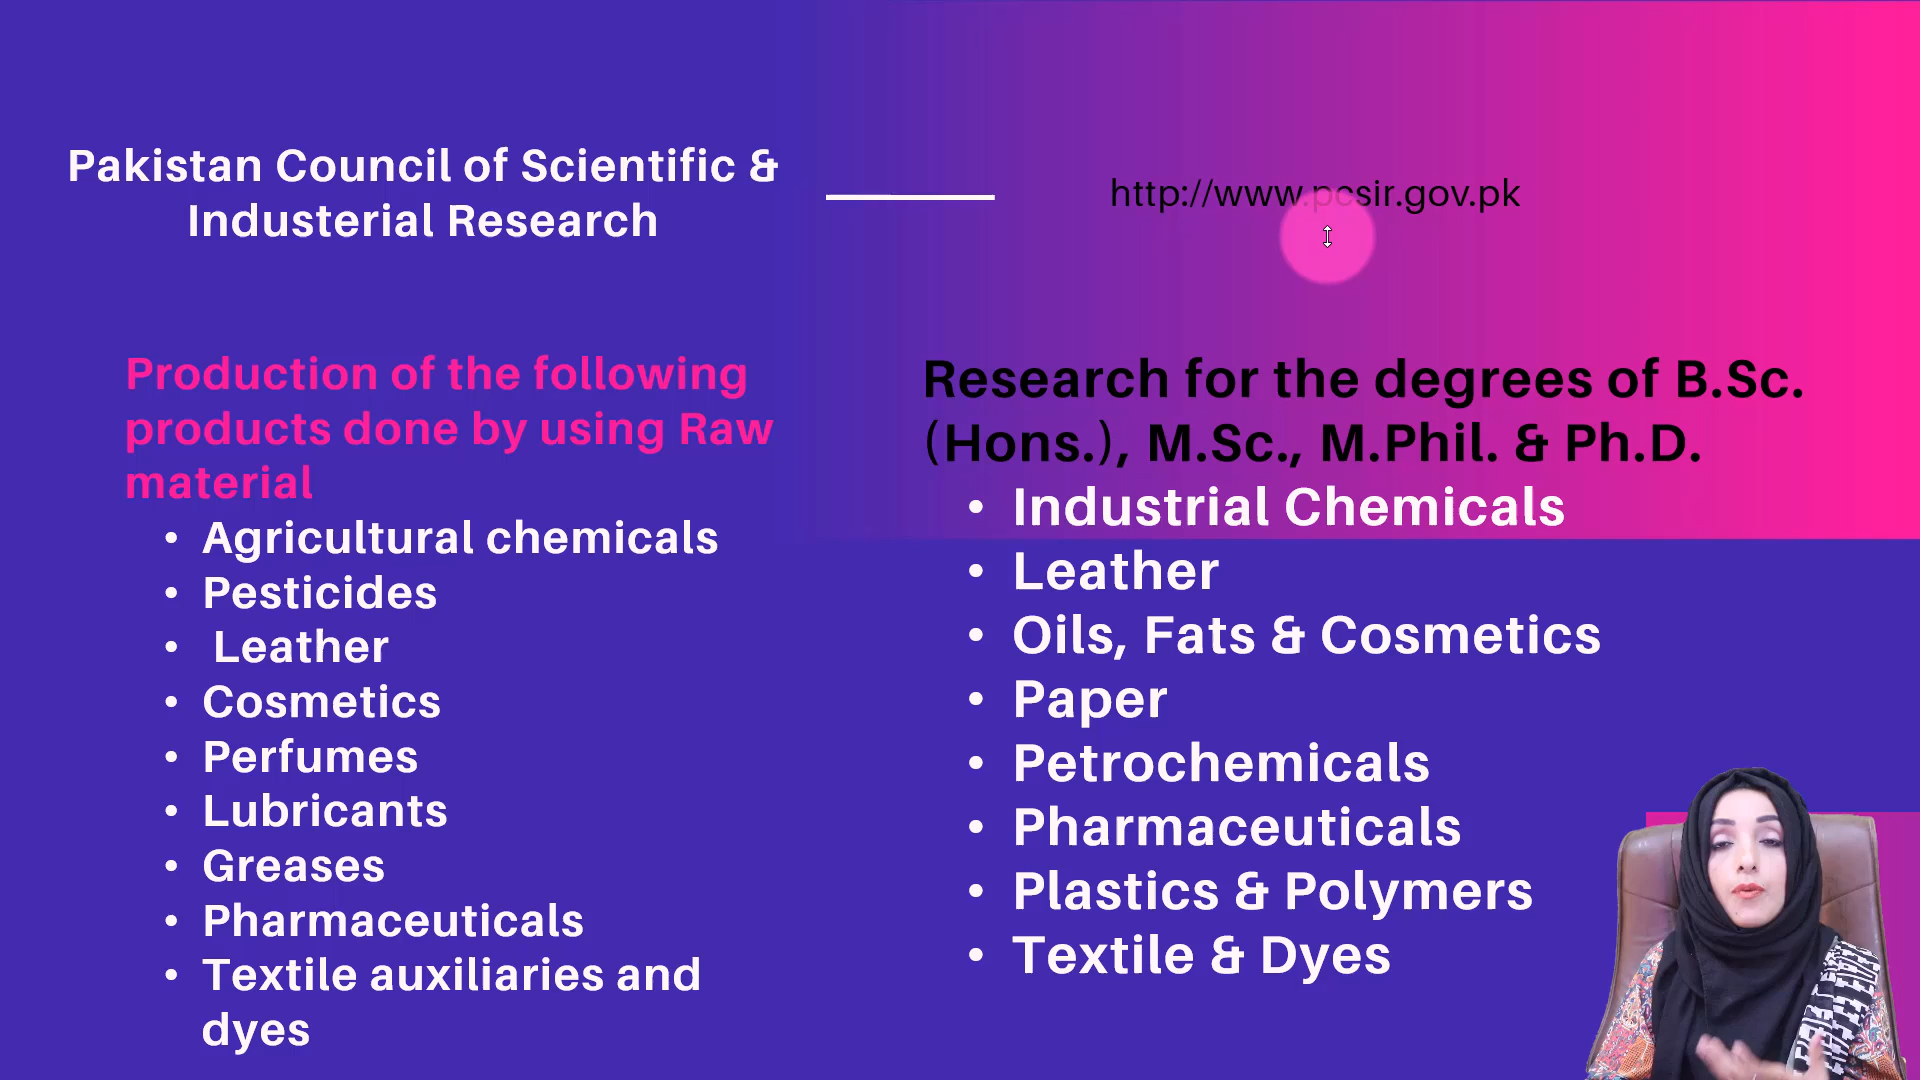 Pakistan Council of Scientific &
Industerial Research
http://www.pcsir.gov.pk
Production of the following
products done by using Raw
material
• Agricultural chemicals
• Pesticides
• Leather
• Cosmetics
• Perfumes
• Lubricants
• Greases
• Pharmaceuticals
• Textile auxiliaries and
dyes
Research for the degrees of B.Sc.
(Hons.), M.Sc., M.Phil. & Ph.D.
• Industrial Chemicals
• Leather
• Oils, Fats & Cosmetics
• Paper
• Petrochemicals
• Pharmaceuticals
• Plastics & Polymers
• Textile & Dyes